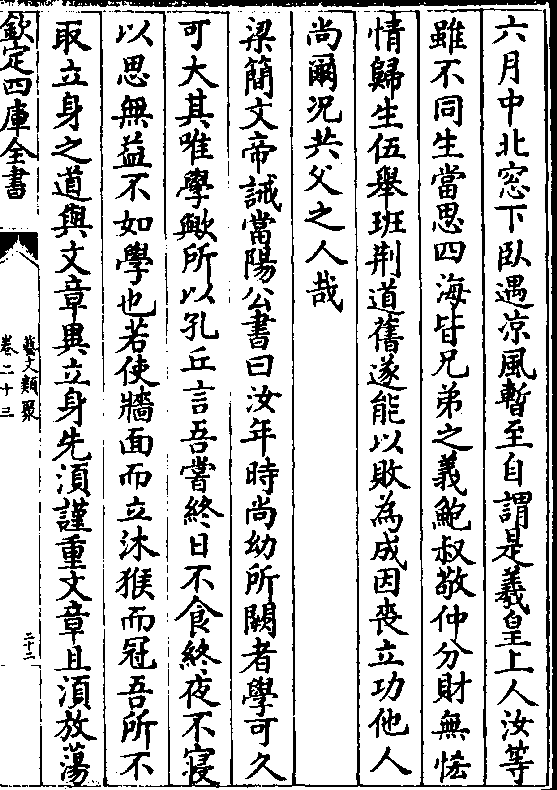 六月中北窓下卧遇凉風暫至自謂是羲皇上人汝等
雖不同生當思四海皆兄弟之義鮑叔敬仲分財無恡
情歸生伍舉班荆道舊遂能以敗為成因喪立功他人
尚爾况共父之人哉
梁簡文帝誡當陽公書曰汝年時尚幼所闕者學可久
可大其唯學歟所以孔丘言吾嘗終日不食終夜不寝
以思無益不如學也若使牆面而立沐猴而冠吾所不
取立身之道與文章異立身先湏謹重文章且湏放蕩
欽定四庫全書
藝文類聚
卷二十三
二十二